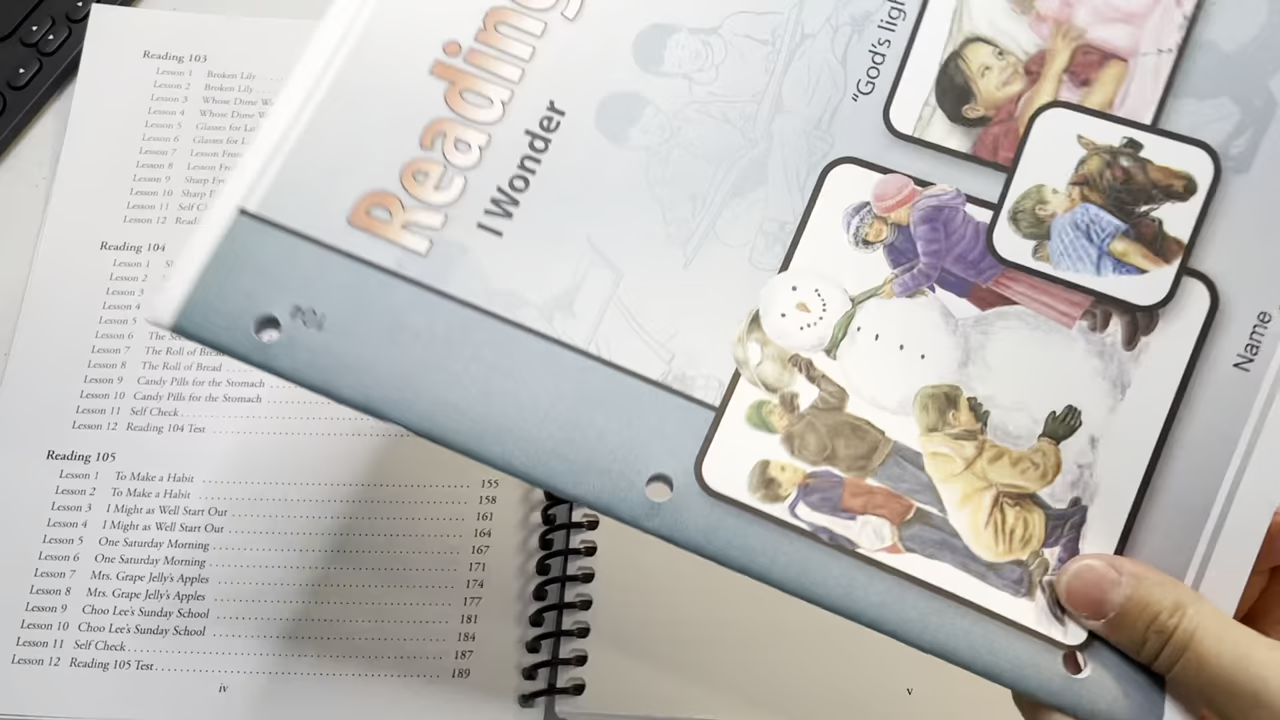 Reading 103
Lesson 1 Broken Lily
Lesson 2 Broken Lily
Lesson 3 Whose Dime
Lesson 4 Whose Dime
Lesson 5 Glasses for
Lesson 6 Glasses for
Lesson 7 Lesson
Lesson 8 Lesson
Lesson 9 Sharp
Lesson 10 Sharp
Lesson 11 Self
Lesson 12
Reading 104
Lesson 1
Lesson 2
Lesson 3
Lesson 4
Lesson 5
Lesson 6 The
Lesson 7 The Roll of Bread
Lesson 8 The Roll of Bread
Lesson 9 Candy Pills for the Stomach
Lesson 10 Candy Pills for the Stomach
Lesson 11 Self Check
Lesson 12 Reading 104 Test
Reading 105
Lesson 1 To Make a Habit 155
Lesson 2 To Make a Habit 158
Lesson 3 I Might as Well Start Out 161
Lesson 4 I Might as Well Start Out 164
Lesson 5 One Saturday Morning 167
Lesson 6 One Saturday Morning 171
Lesson 7 Mrs. Grape Jelly's Apples 174
Lesson 8 Mrs. Grape Jelly's Apples 177
Lesson 9 Choo Lee's Sunday School 181
Lesson 10 Choo Lee's Sunday School 184
Lesson 11 Self Check 187
Lesson 12 Reading 105 Test 189
iv
v
Reading
I Wonder
"God's
Name